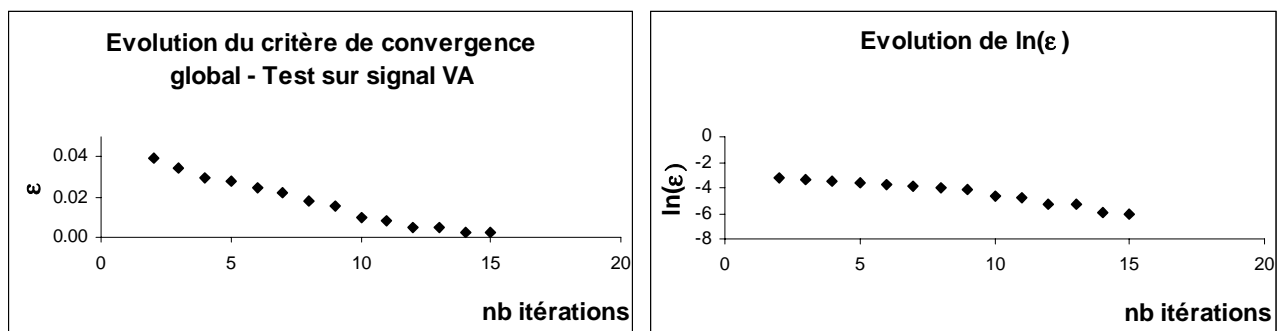 Evolution du critère de convergence
global - Test sur signal VA
0.04
0.02
0.00
ε
0
5
10
15
20
nb itérations
Evolution de ln(ε)
0
-2
-4
-6
-8
ln(ε)
0
5
10
15
20
nb itérations